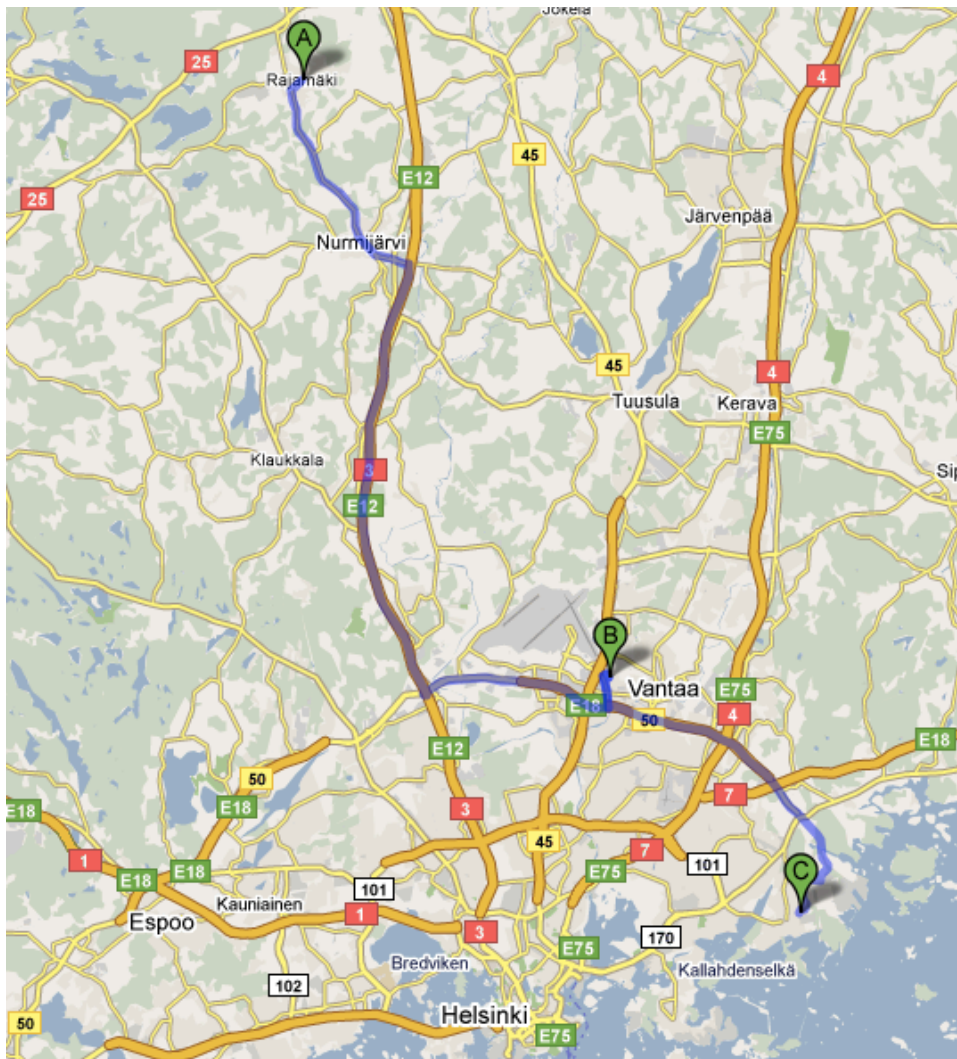 Jokela
A
25
4
Rajamäki
45
E12
25
Järvenpää
Nurmijärvi
45
4
Tuusula
Kerava
E75
Klaukkala
3
Sip
E12
B
Vantaa
E75
E18
50
4
E12
E18
50
E18
7
E18
3
45
1
E18
E75
7
101
E18
101
C
Kauniainen
1
Espoo
3
170
E75
Bredviken
Kallahdenselkä
102
Helsinki
50
E75